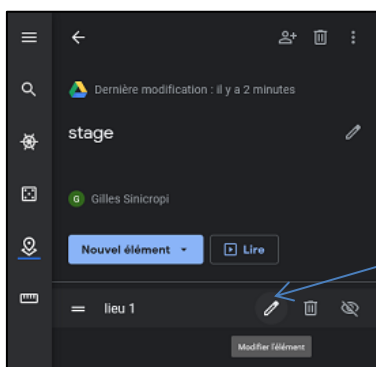 Dernière modification : il y a 2 minutes
stage
G Gilles Sinicropi
Nouvel élément
Lire
lieu 1
Modifier l'élément